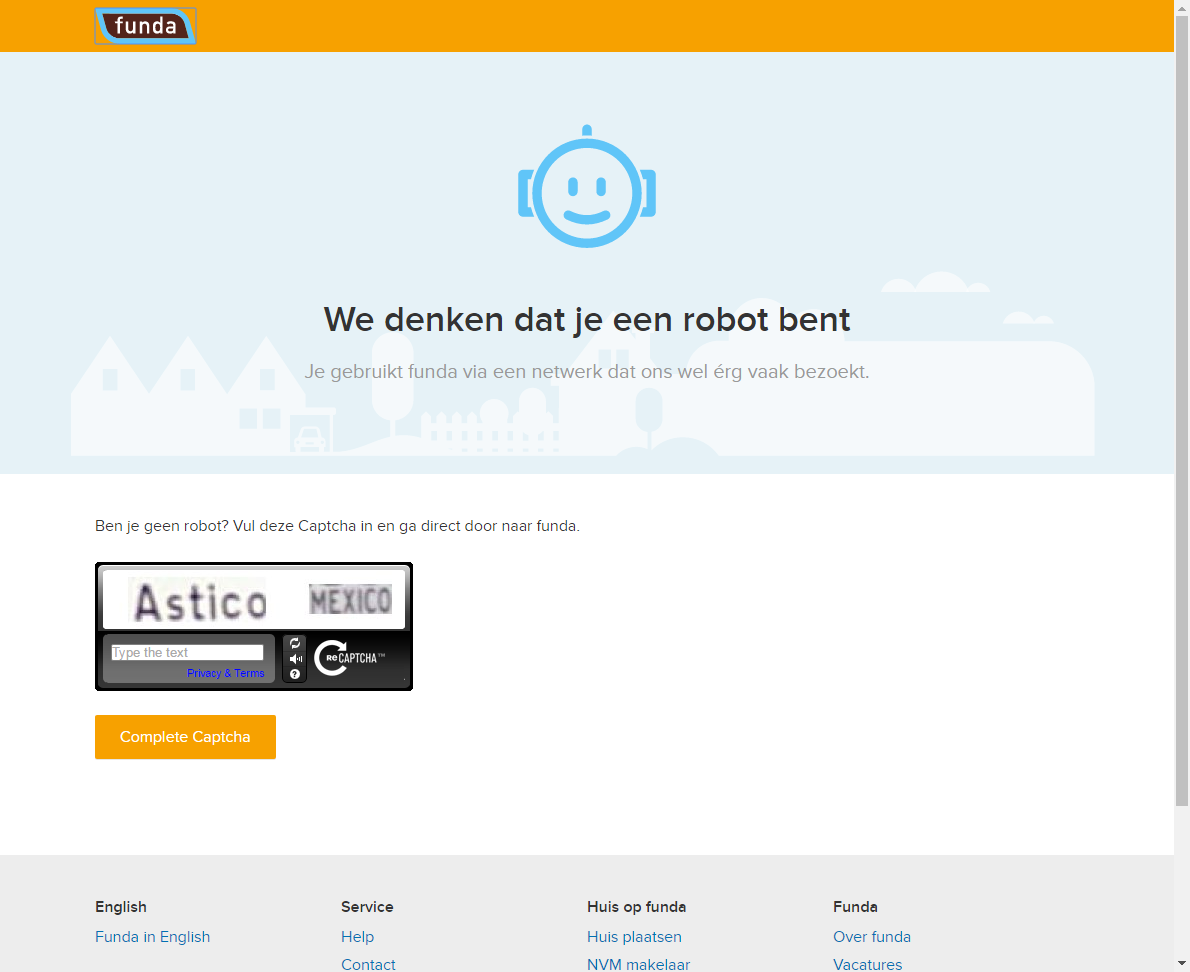 funda
We denken dat je een robot bent
Je gebruikt funda via een netwerk dat ons wel érg vaak bezoekt.
Ben je geen robot? Vul deze Captcha in en ga direct door naar funda.
Astico MEXICO
Type the text
Privacy & Terms
reCAPTCHA™
Complete Captcha
English
Funda in English
Service
Help
Contact
Huis op funda
Huis plaatsen
NVM makelaar
Funda
Over funda
Vacatures